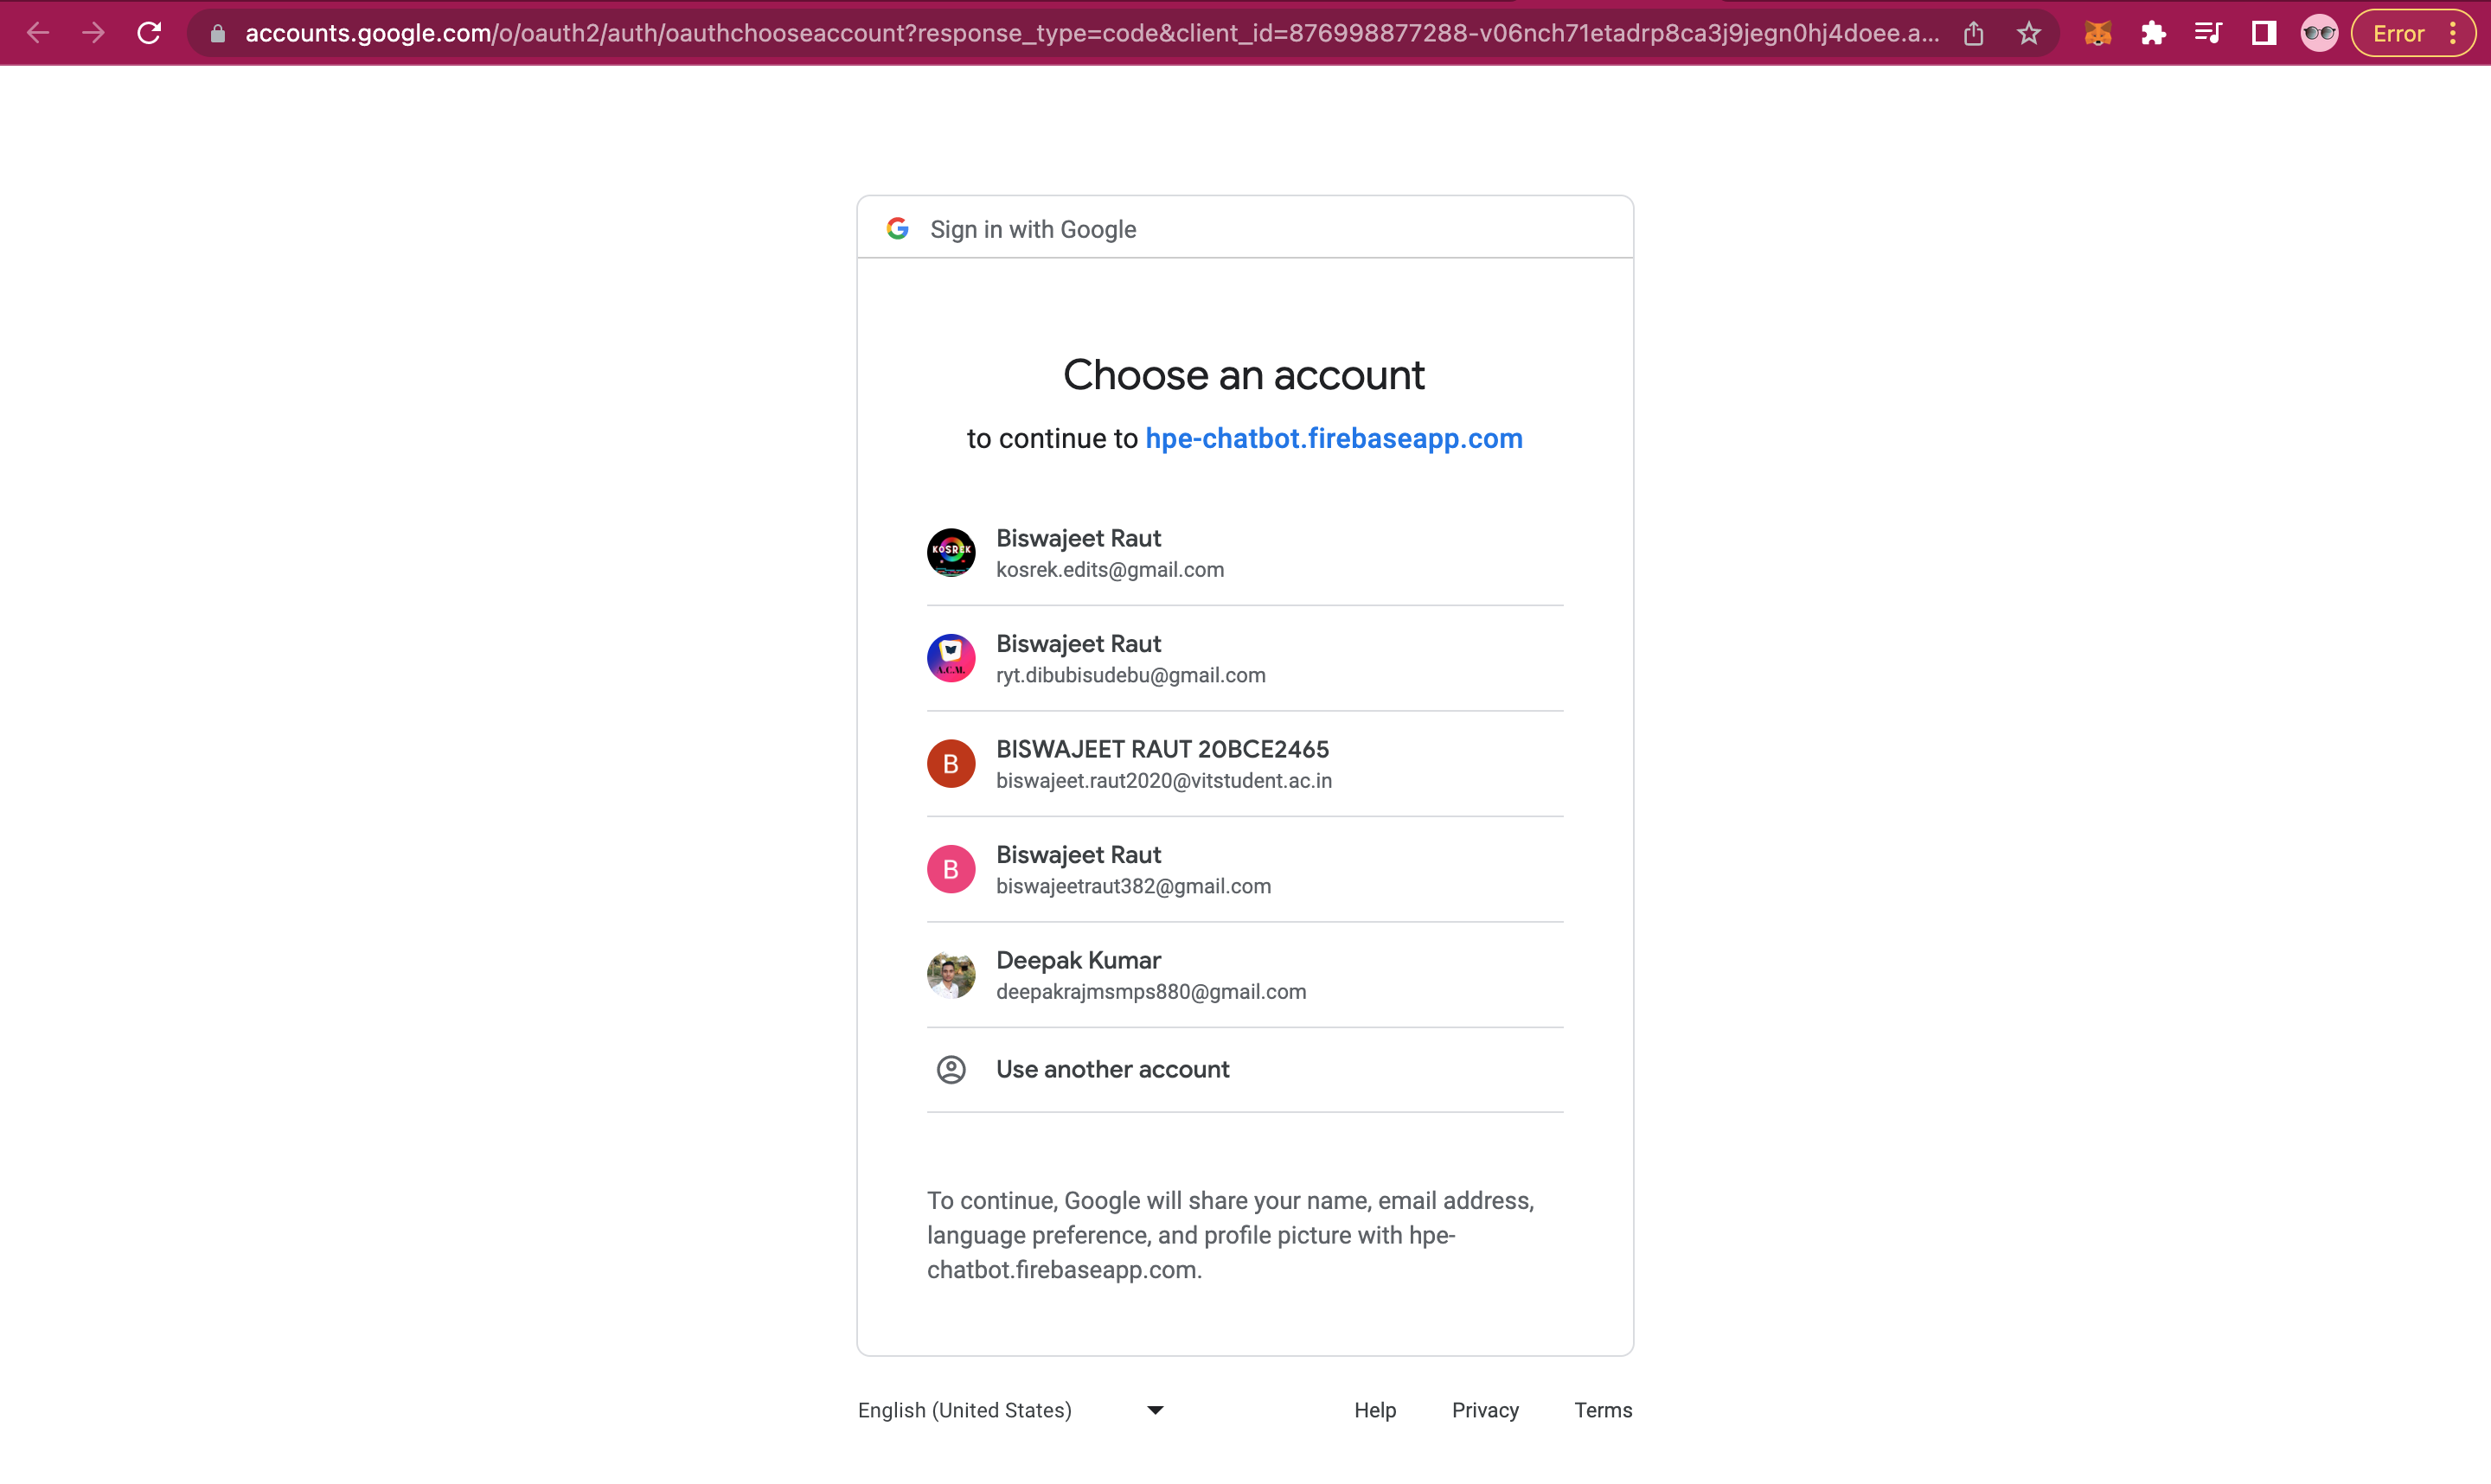 accounts.google.com/o/oauth2/auth/oauthchooseaccount?response_type=code&client_id=876998877288-v06nch71etadrp8ca3j9jegn0hj4doee.a...
Error
Sign in with Google
Choose an account
to continue to hpe-chatbot.firebaseapp.com
KOSREK
Biswajeet Raut
kosrek.edits@gmail.com
A.C.M.
Biswajeet Raut
ryt.dibubisudebu@gmail.com
B
BISWAJEET RAUT 20BCE2465
biswajeet.raut2020@vitstudent.ac.in
B
Biswajeet Raut
biswajeetraut382@gmail.com
Deepak Kumar
deepakrajmsmps880@gmail.com
Use another account
To continue, Google will share your name, email address,
language preference, and profile picture with hpe-
chatbot.firebaseapp.com.
English (United States)
Help
Privacy
Terms